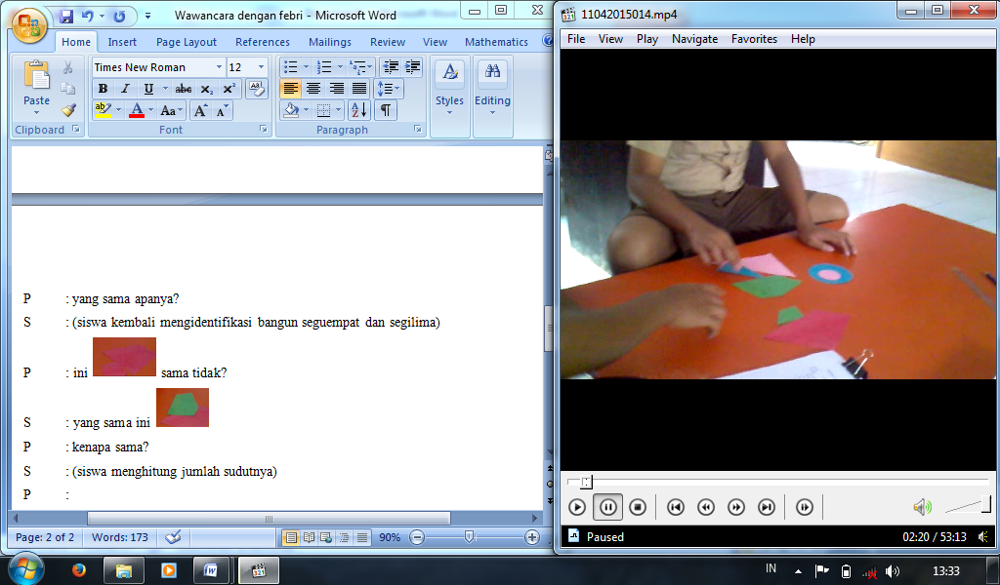 Wawancara dengan febri - Microsoft Word
Home Insert Page Layout References Mailings Review View Mathematics
Paste
Times New Roman 12
B I U abc x₂ x² Aa
Aa A A
Styles Editing
Clipboard Font Paragraph
P : yang sama apanya?
S : (siswa kembali mengidentifikasi bangun seguempat dan segilima)
P : ini sama tidak?
S : yang sama ini
P : kenapa sama?
S : (siswa menghitung jumlah sudutnya)
P :
Page: 2 of 2 Words: 173 90%
11042015014.mp4
File View Play Navigate Favorites Help
Paused 02:20 / 53:13
IN 13:33